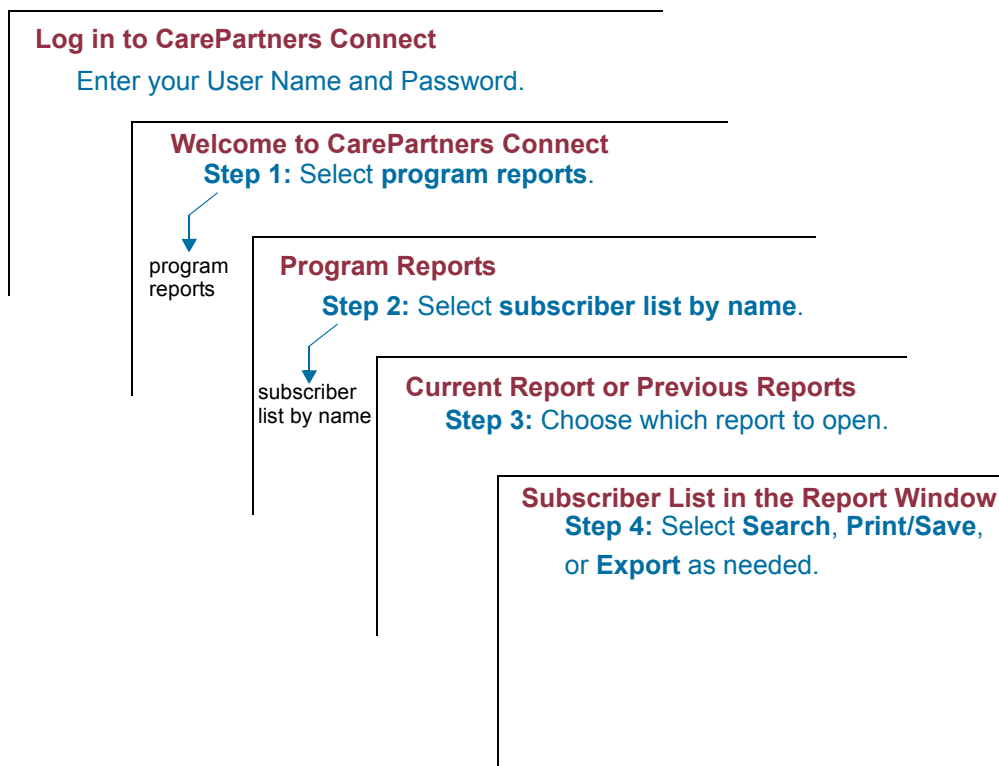 Log in to CarePartners Connect
Enter your User Name and Password.
Welcome to CarePartners Connect
Step 1: Select program reports.
program
reports
Program Reports
Step 2: Select subscriber list by name.
subscriber
list by name
Current Report or Previous Reports
Step 3: Choose which report to open.
Subscriber List in the Report Window
Step 4: Select Search, Print/Save,
or Export as needed.